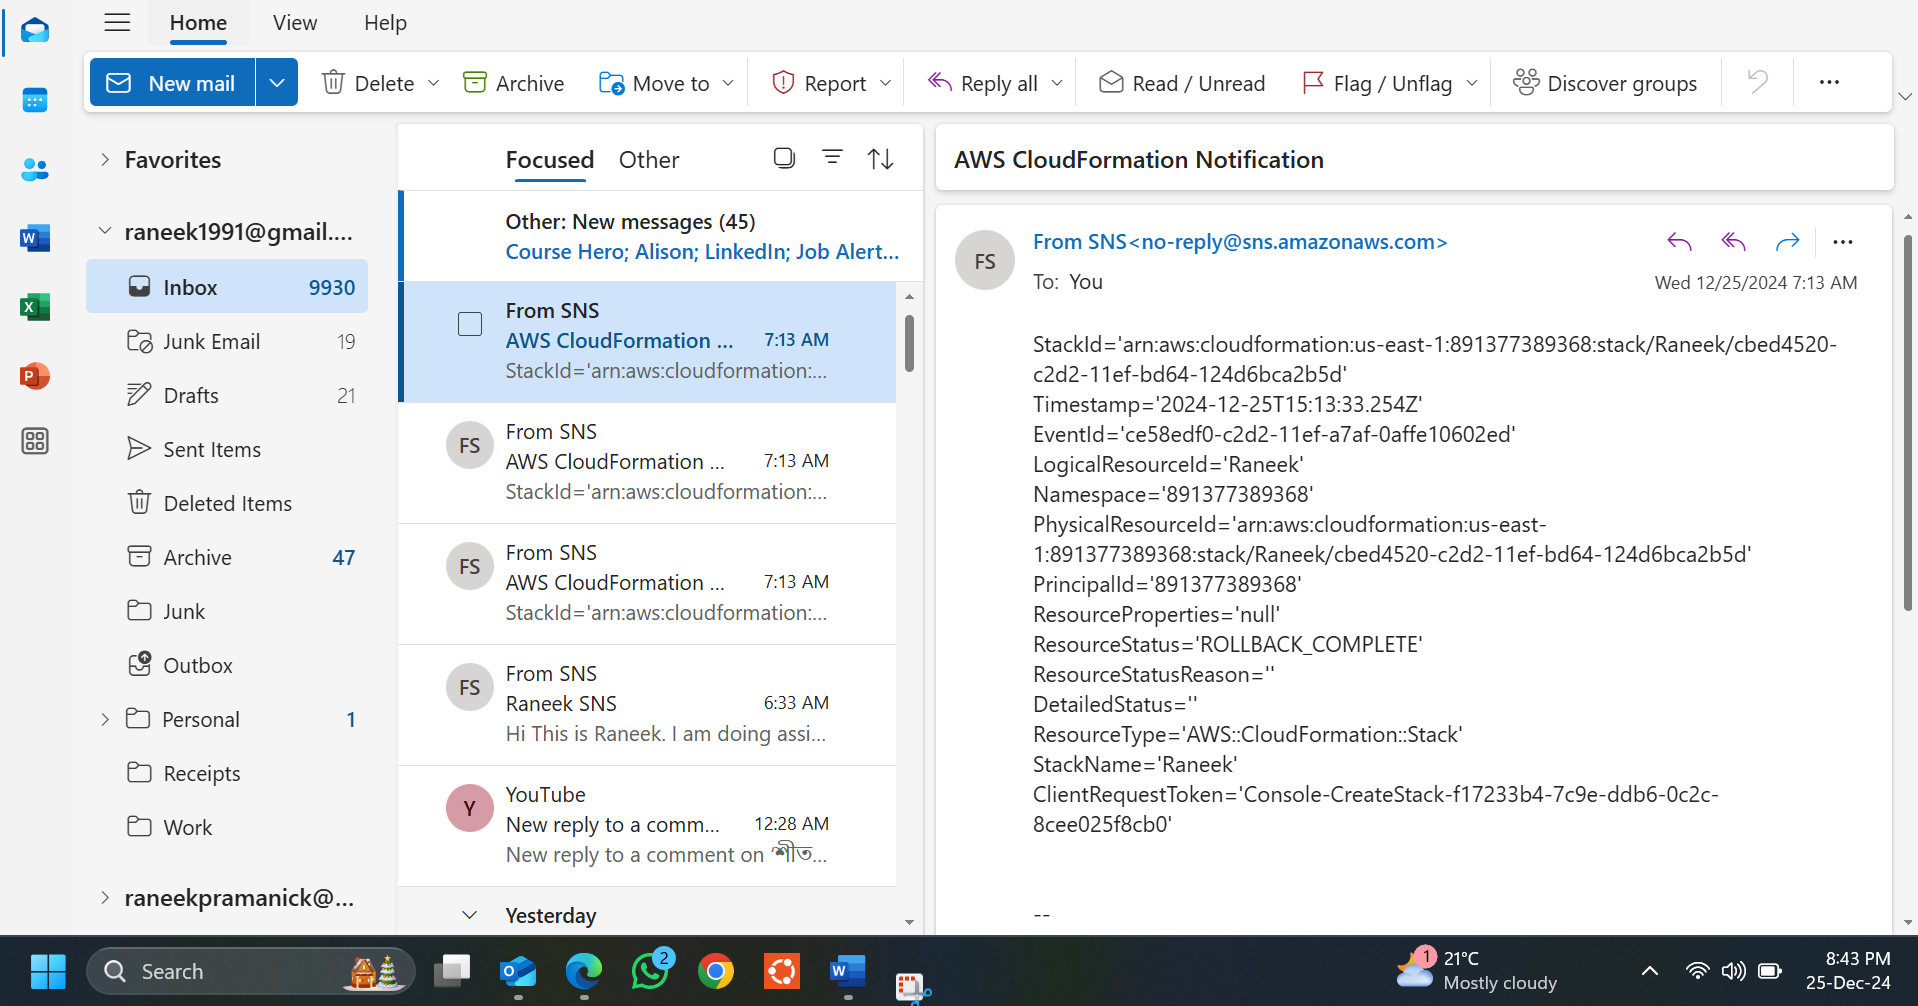 Home View Help
New mail Delete Archive Move to Report Reply all Read / Unread Flag / Unflag Discover groups ...
Favorites
raneek1991@gmail....
Inbox 9930
Junk Email 19
Drafts 21
Sent Items
Deleted Items
Archive 47
Junk
Outbox
Personal 1
Receipts
Work
raneekpramanick@...
Focused Other
Other: New messages (45)
Course Hero; Alison; LinkedIn; Job Alert...
From SNS
AWS CloudFormation ... 7:13 AM
StackId='arn:aws:cloudformation:...
FS
From SNS
AWS CloudFormation ... 7:13 AM
StackId='arn:aws:cloudformation:...
FS
From SNS
AWS CloudFormation ... 7:13 AM
StackId='arn:aws:cloudformation:...
FS
From SNS
Raneek SNS 6:33 AM
Hi This is Raneek. I am doing assi...
Y
YouTube
New reply to a comm... 12:28 AM
New reply to a comment on 'শীত...
Yesterday
AWS CloudFormation Notification
FS
From SNS<no-reply@sns.amazonaws.com>
To: You
Wed 12/25/2024 7:13 AM
StackId='arn:aws:cloudformation:us-east-1:891377389368:stack/Raneek/cbed4520-
c2d2-11ef-bd64-124d6bca2b5d'
Timestamp='2024-12-25T15:13:33.254Z'
EventId='ce58edf0-c2d2-11ef-a7af-0affe10602ed'
LogicalResourceId='Raneek'
Namespace='891377389368'
PhysicalResourceId='arn:aws:cloudformation:us-east-
1:891377389368:stack/Raneek/cbed4520-c2d2-11ef-bd64-124d6bca2b5d'
PrincipalId='891377389368'
ResourceProperties='null'
ResourceStatus='ROLLBACK_COMPLETE'
ResourceStatusReason=''
DetailedStatus=''
ResourceType='AWS::CloudFormation::Stack'
StackName='Raneek'
ClientRequestToken='Console-CreateStack-f17233b4-7c9e-ddb6-0c2c-
8cee025f8cb0'
--
Search
2
1
21°C
Mostly cloudy
8:43 PM
25-Dec-24